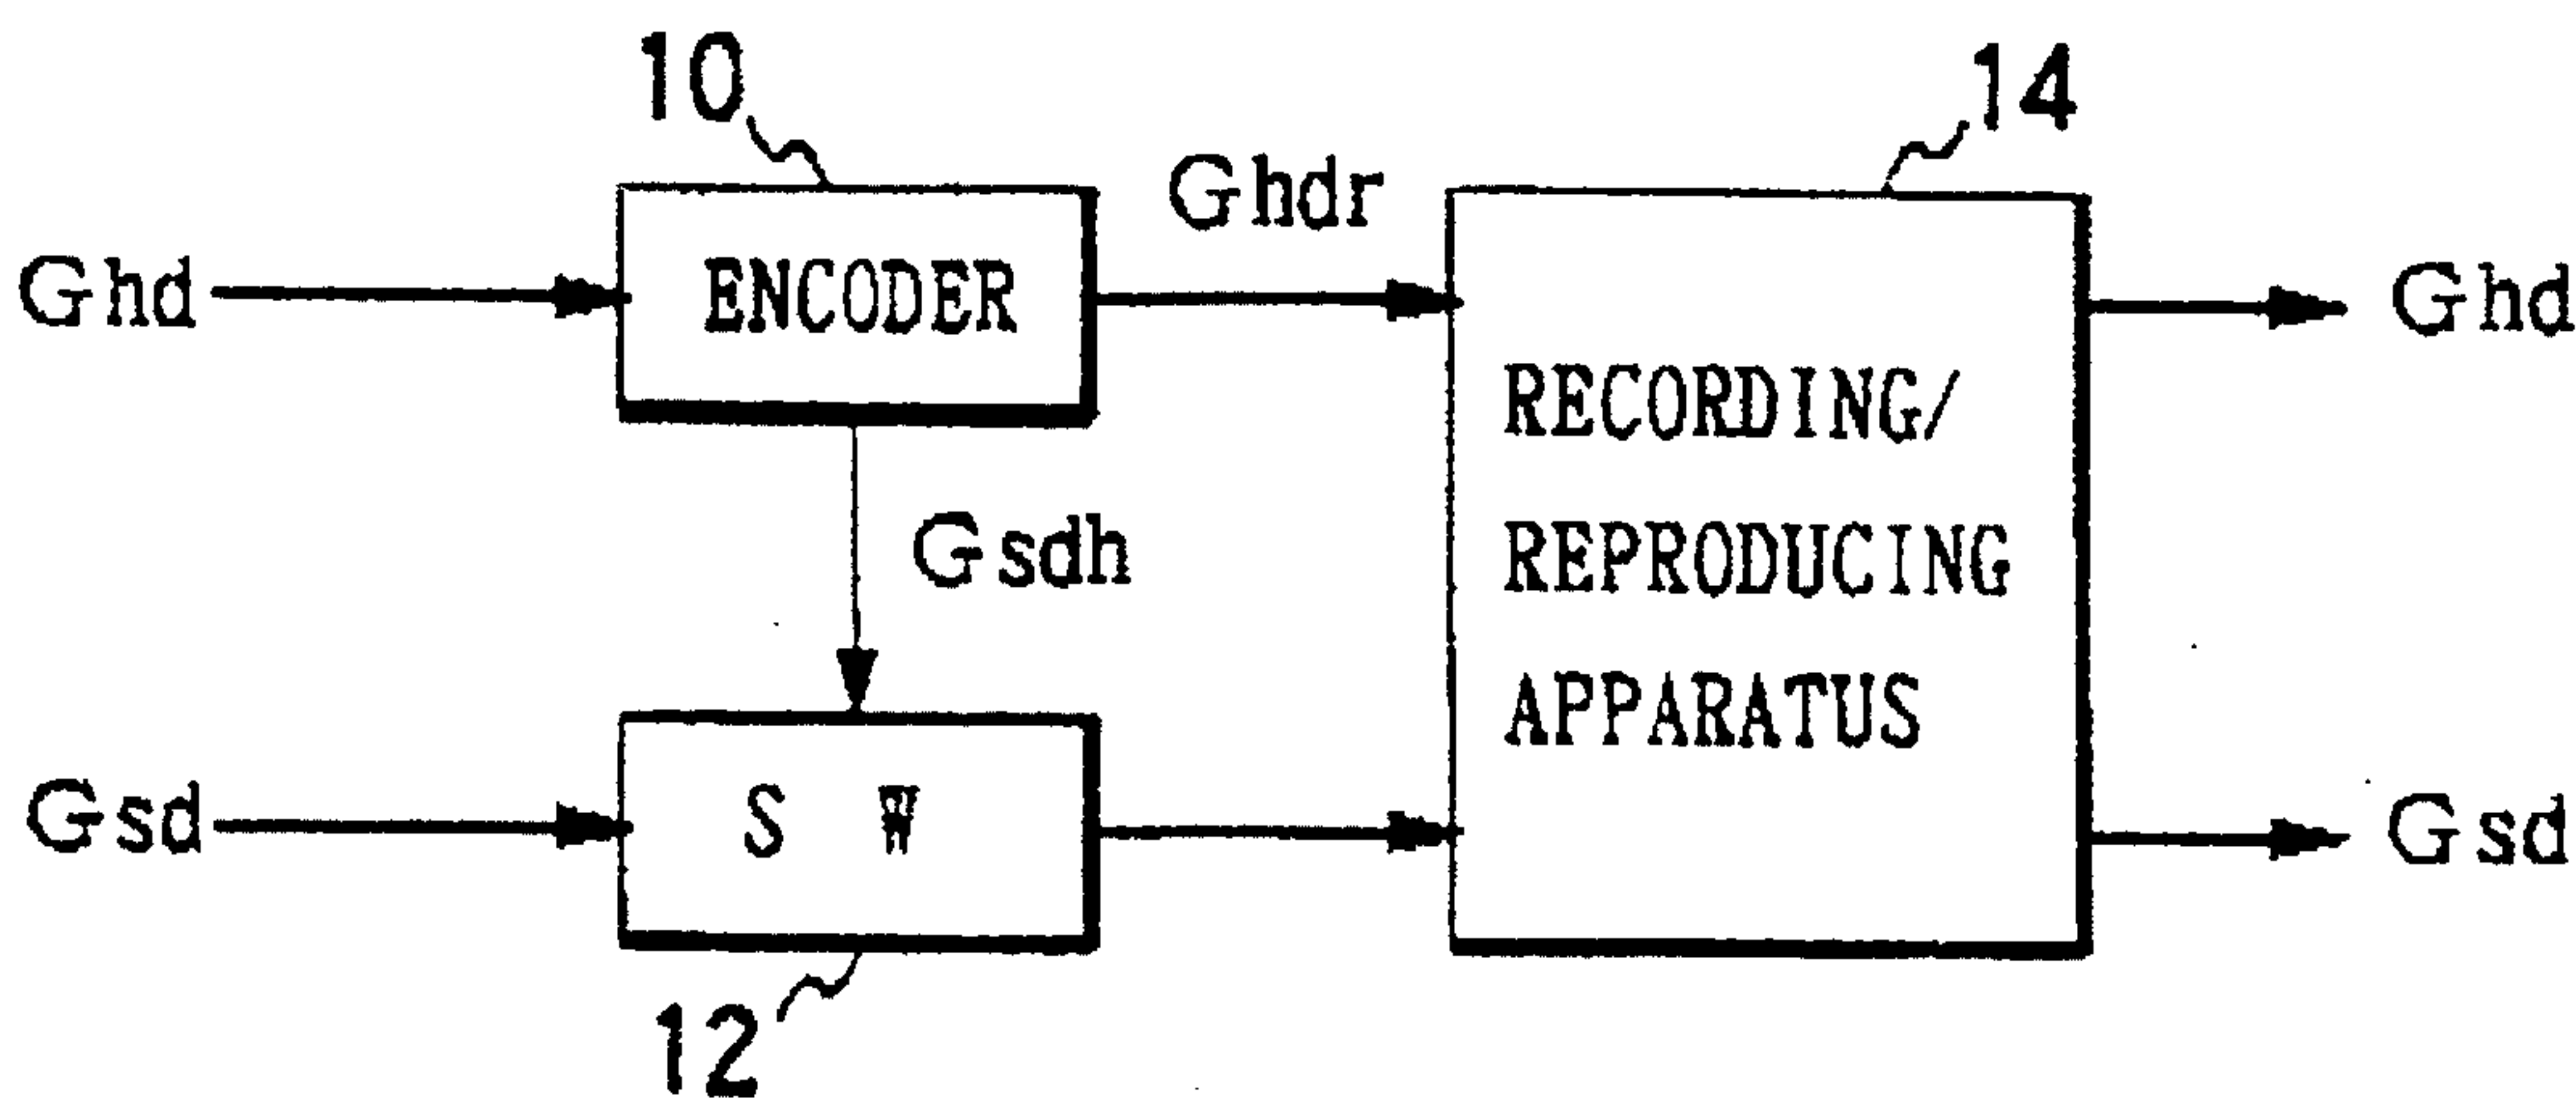 10
14
Ghdr
Ghd
ENCODER
Ghd
RECORDING/
REPRODUCING
APPARATUS
Gsdh
Gsd
S W
Gsd
12